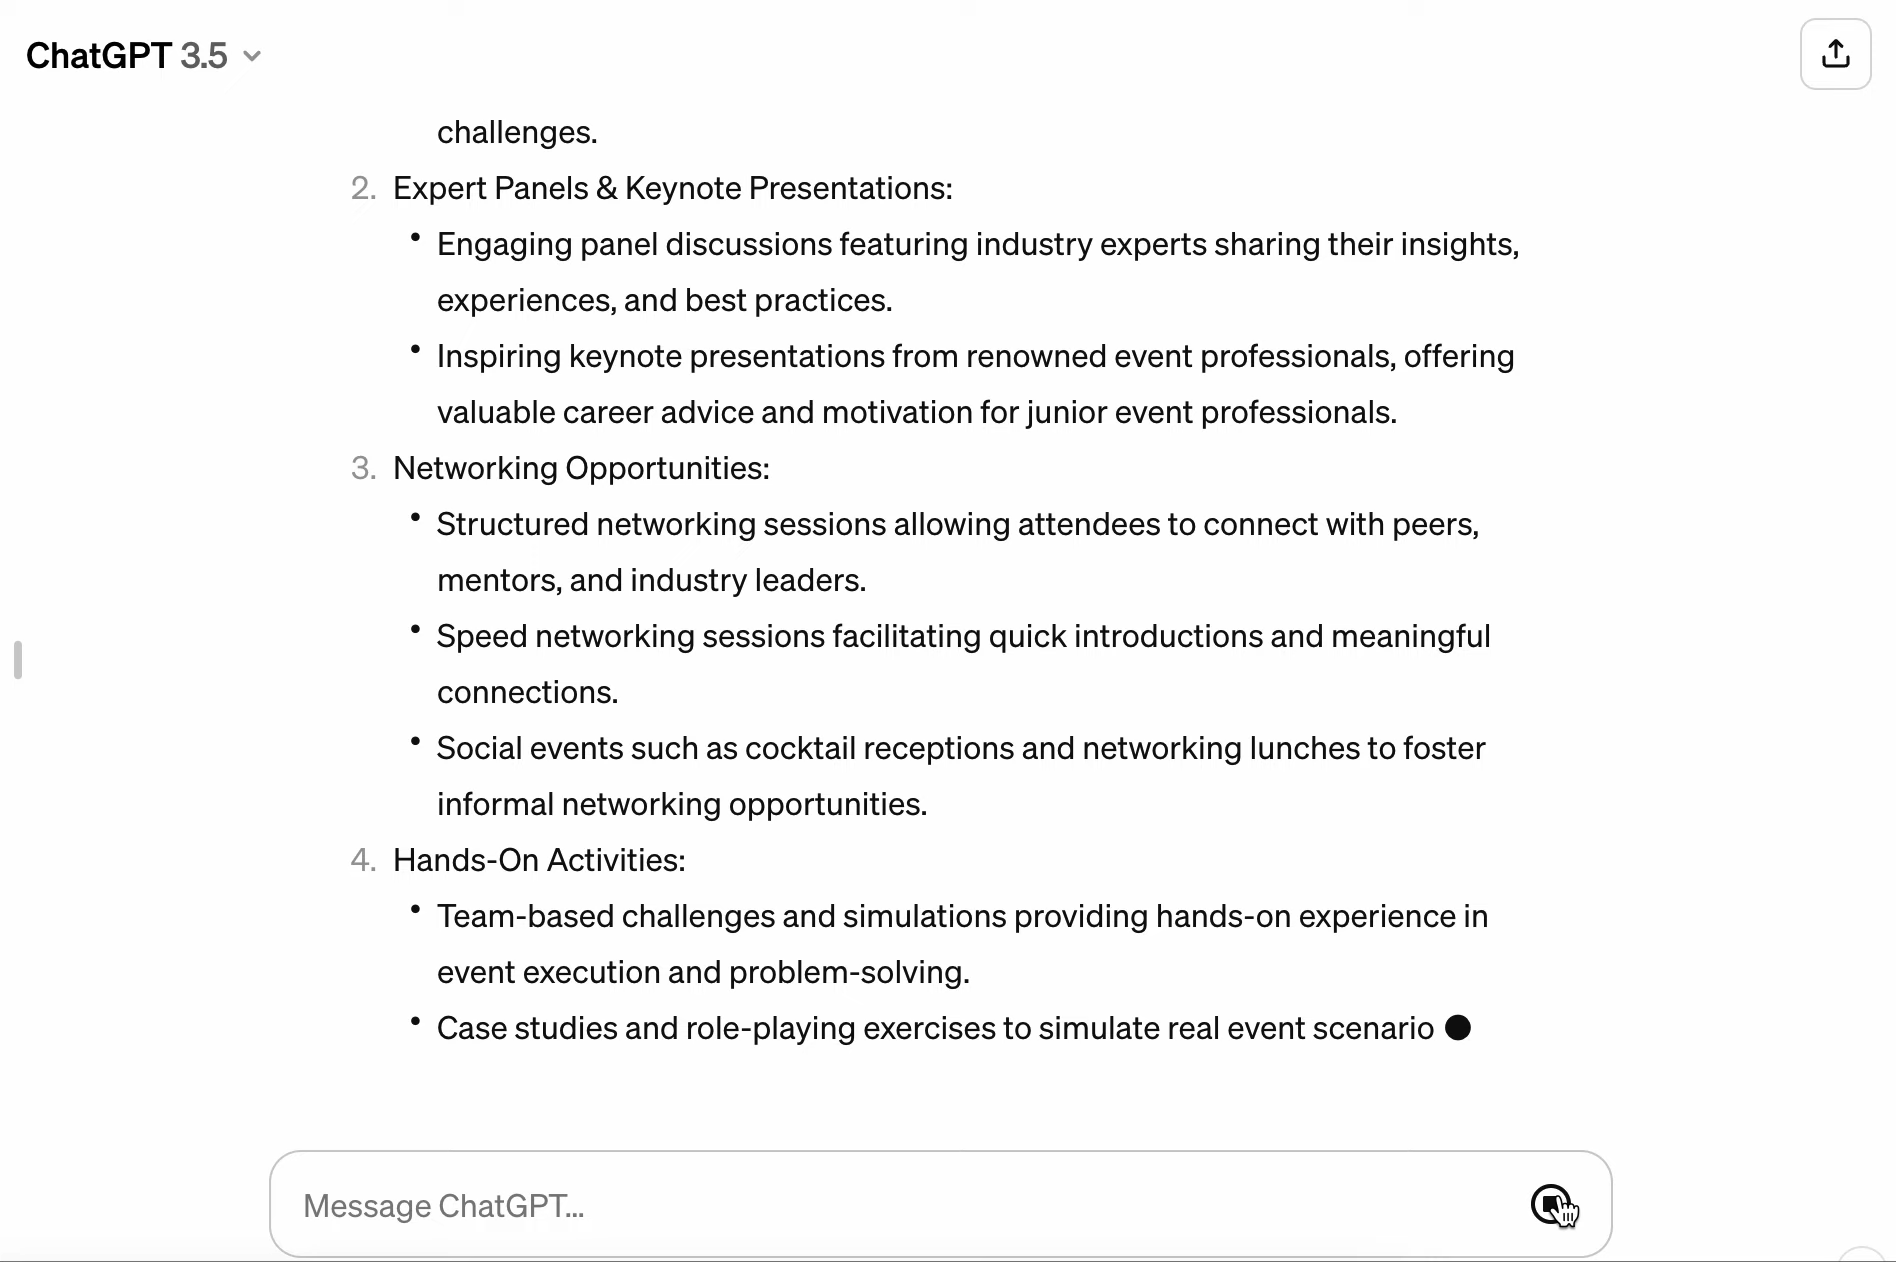 ChatGPT 3.5
challenges.
2. Expert Panels & Keynote Presentations:
• Engaging panel discussions featuring industry experts sharing their insights,
experiences, and best practices.
• Inspiring keynote presentations from renowned event professionals, offering
valuable career advice and motivation for junior event professionals.
3. Networking Opportunities:
• Structured networking sessions allowing attendees to connect with peers,
mentors, and industry leaders.
• Speed networking sessions facilitating quick introductions and meaningful
connections.
• Social events such as cocktail receptions and networking lunches to foster
informal networking opportunities.
4. Hands-On Activities:
• Team-based challenges and simulations providing hands-on experience in
event execution and problem-solving.
• Case studies and role-playing exercises to simulate real event scenario
Message ChatGPT...